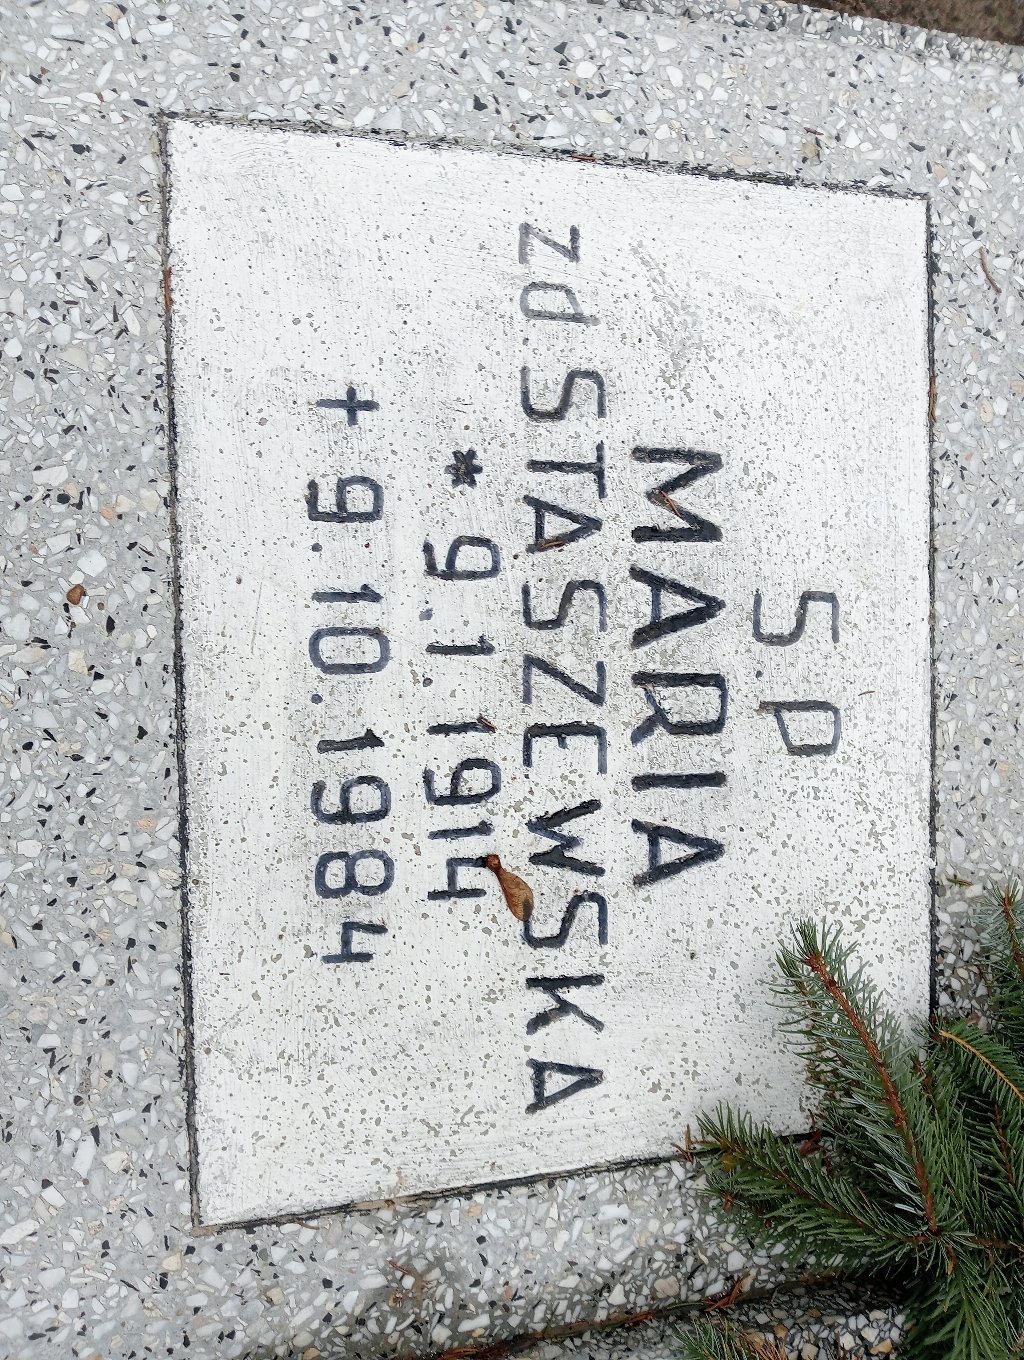 S.P
MARIA
zd. STASZEWSKA
* 9.1.1914
+ 9.10.1984